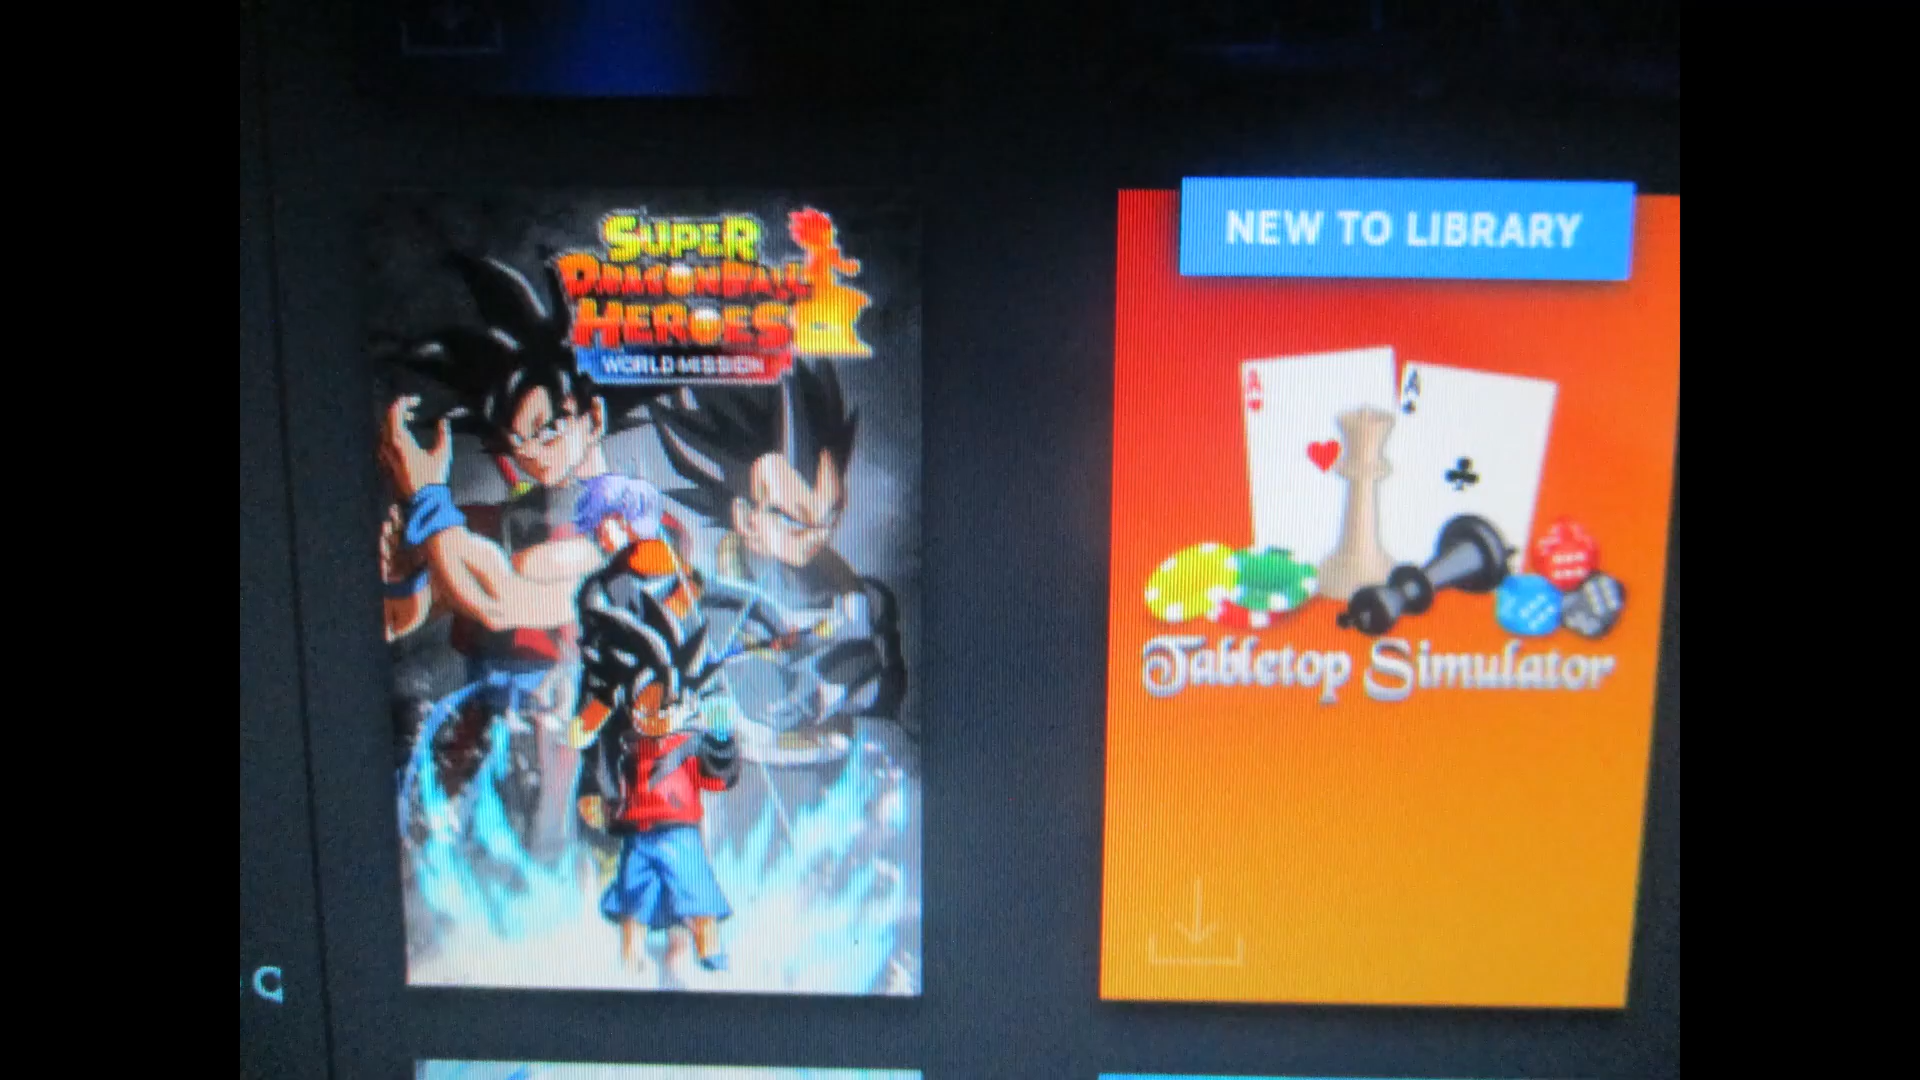 SUPER
DRAGONBALL
HEROES
WORLD MISSION
NEW TO LIBRARY
A
A
Tabletop Simulator
C